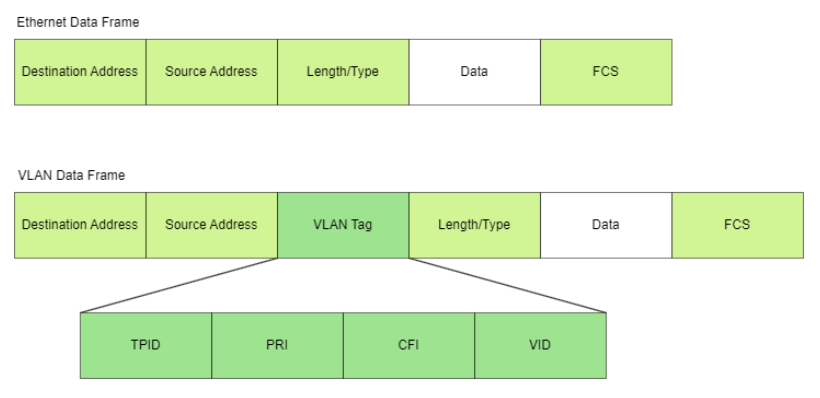 Ethernet Data Frame
Destination Address Source Address Length/Type Data FCS
VLAN Data Frame
Destination Address Source Address VLAN Tag Length/Type Data FCS
TPID PRI CFI VID